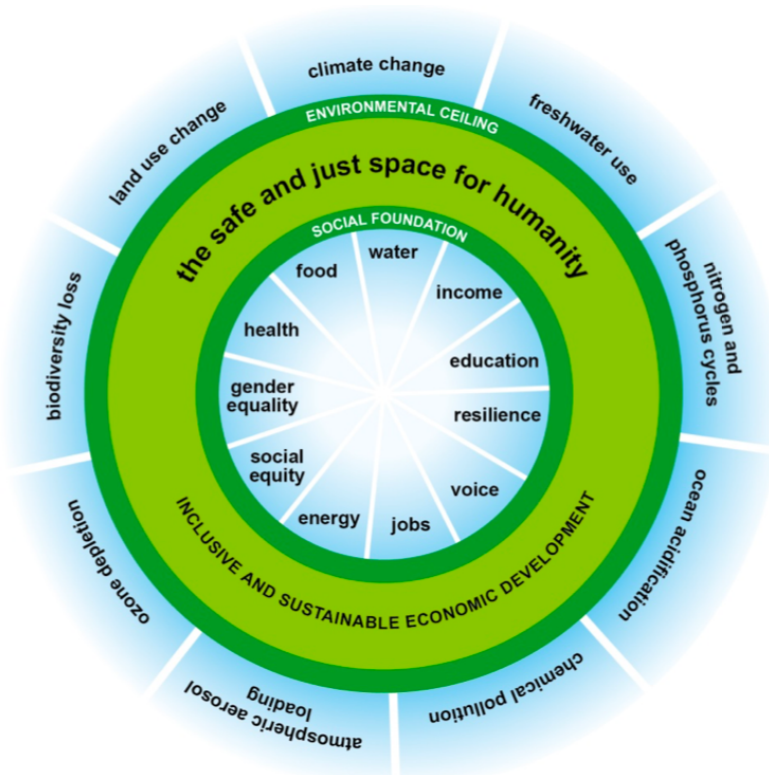 climate change
freshwater use
nitrogen and
phosphorus cycles
ocean acidification
chemical pollution
atmospheric aerosol
loading
ozone depletion
biodiversity loss
land use change
ENVIRONMENTAL CEILING
the safe and just space for humanity
SOCIAL FOUNDATION
water
income
education
resilience
voice
jobs
energy
social
equity
gender
equality
health
food
INCLUSIVE AND SUSTAINABLE ECONOMIC DEVELOPMENT